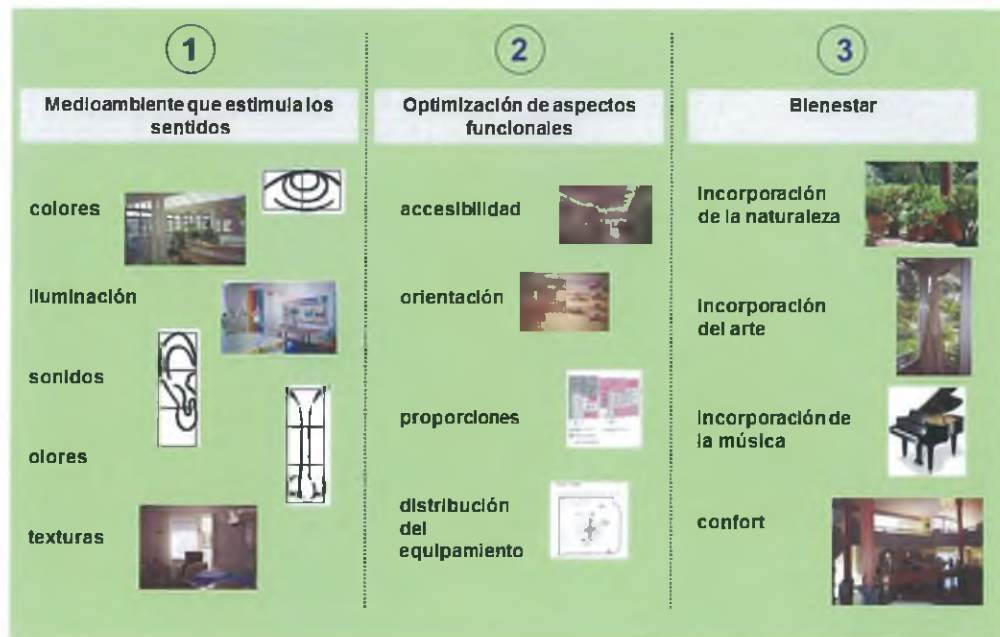 1
Medioambiente que estimula los
sentidos
colores
iluminación
sonidos
olores
texturas
2
Optimización de aspectos
funcionales
accesibilidad
orientación
proporciones
distribución
del
equipamiento
3
Bienestar
incorporación
de la naturaleza
incorporación
del arte
incorporación de
la música
confort